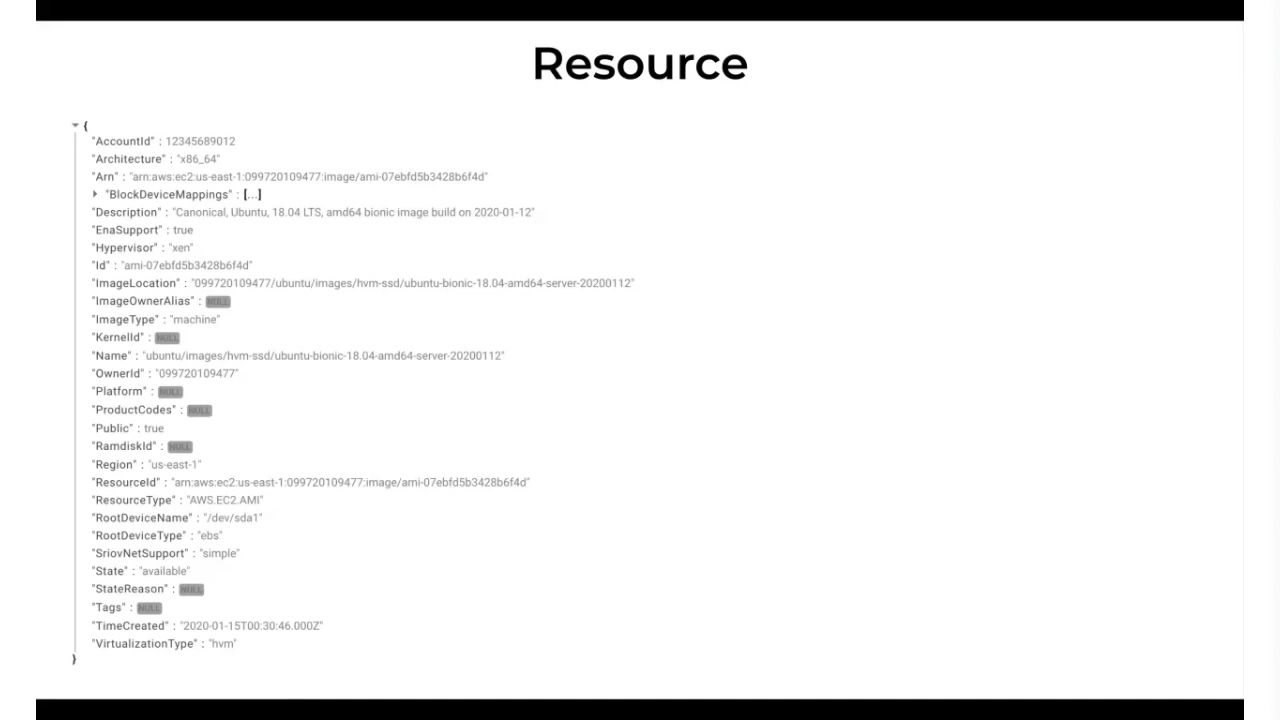 Resource
{
"AccountId" : 12345689012
"Architecture" : "x86_64"
"Arn" : "arn:aws:ec2:us-east-1:099720109477:image/ami-07ebfd5b3428b6f4d"
"BlockDeviceMappings" : [...]
"Description" : "Canonical, Ubuntu, 18.04 LTS, amd64 bionic image build on 2020-01-12"
"EnaSupport" : true
"Hypervisor" : "xen"
"Id" : "ami-07ebfd5b3428b6f4d"
"ImageLocation" : "099720109477/ubuntu/images/hvm-ssd/ubuntu-bionic-18.04-amd64-server-20200112"
"ImageOwnerAlias" : NULL
"ImageType" : "machine"
"KernelId" : NULL
"Name" : "ubuntu/images/hvm-ssd/ubuntu-bionic-18.04-amd64-server-20200112"
"OwnerId" : "099720109477"
"Platform" : NULL
"ProductCodes" : NULL
"Public" : true
"RamdiskId" : NULL
"Region" : "us-east-1"
"ResourceId" : "arn:aws:ec2:us-east-1:099720109477:image/ami-07ebfd5b3428b6f4d"
"ResourceType" : "AWS.EC2.AMI"
"RootDeviceName" : "/dev/sda1"
"RootDeviceType" : "ebs"
"SriovNetSupport" : "simple"
"State" : "available"
"StateReason" : NULL
"Tags" : NULL
"TimeCreated" : "2020-01-15T00:30:46.000Z"
"VirtualizationType" : "hvm"
}